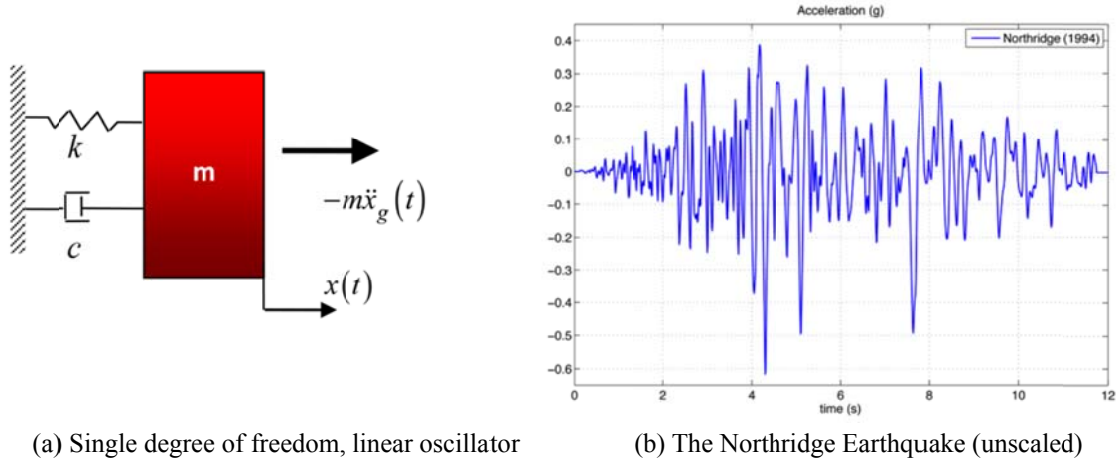 k
m
−mẍ_g(t)
c
x(t)
(a) Single degree of freedom, linear oscillator
Acceleration (g)
Northridge (1994)
0.4
0.3
0.2
0.1
0
−0.1
−0.2
−0.3
−0.4
−0.5
−0.6
0 2 4 6 8 10 12
time (s)
(b) The Northridge Earthquake (unscaled)